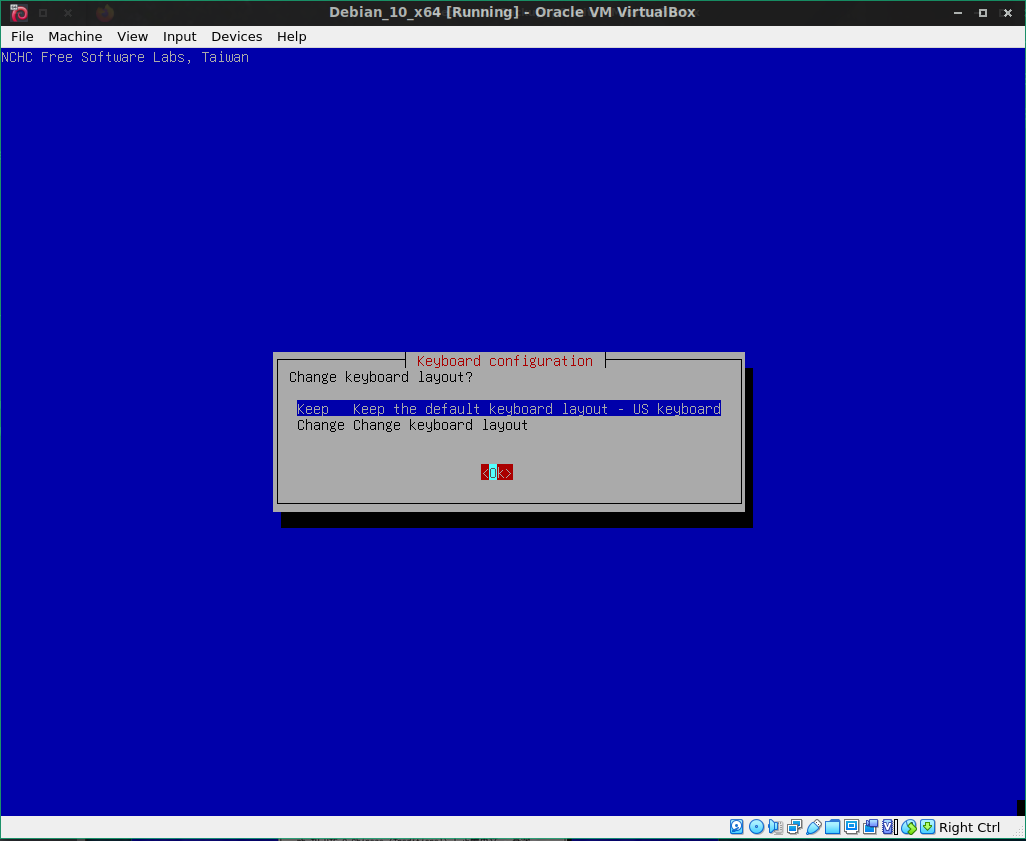 Debian_10_x64 [Running] - Oracle VM VirtualBox
File Machine View Input Devices Help
NCHC Free Software Labs, Taiwan
Keyboard configuration
Change keyboard layout?
Keep Keep the default keyboard layout - US keyboard
Change Change keyboard layout
<Ok>
Right Ctrl